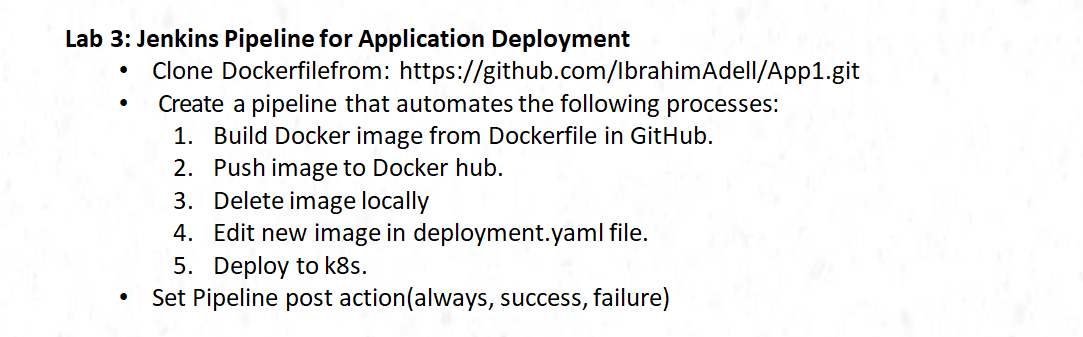 Lab 3: Jenkins Pipeline for Application Deployment
• Clone Dockerfilefrom: https://github.com/IbrahimAdell/App1.git
• Create a pipeline that automates the following processes:
1. Build Docker image from Dockerfile in GitHub.
2. Push image to Docker hub.
3. Delete image locally
4. Edit new image in deployment.yaml file.
5. Deploy to k8s.
• Set Pipeline post action(always, success, failure)